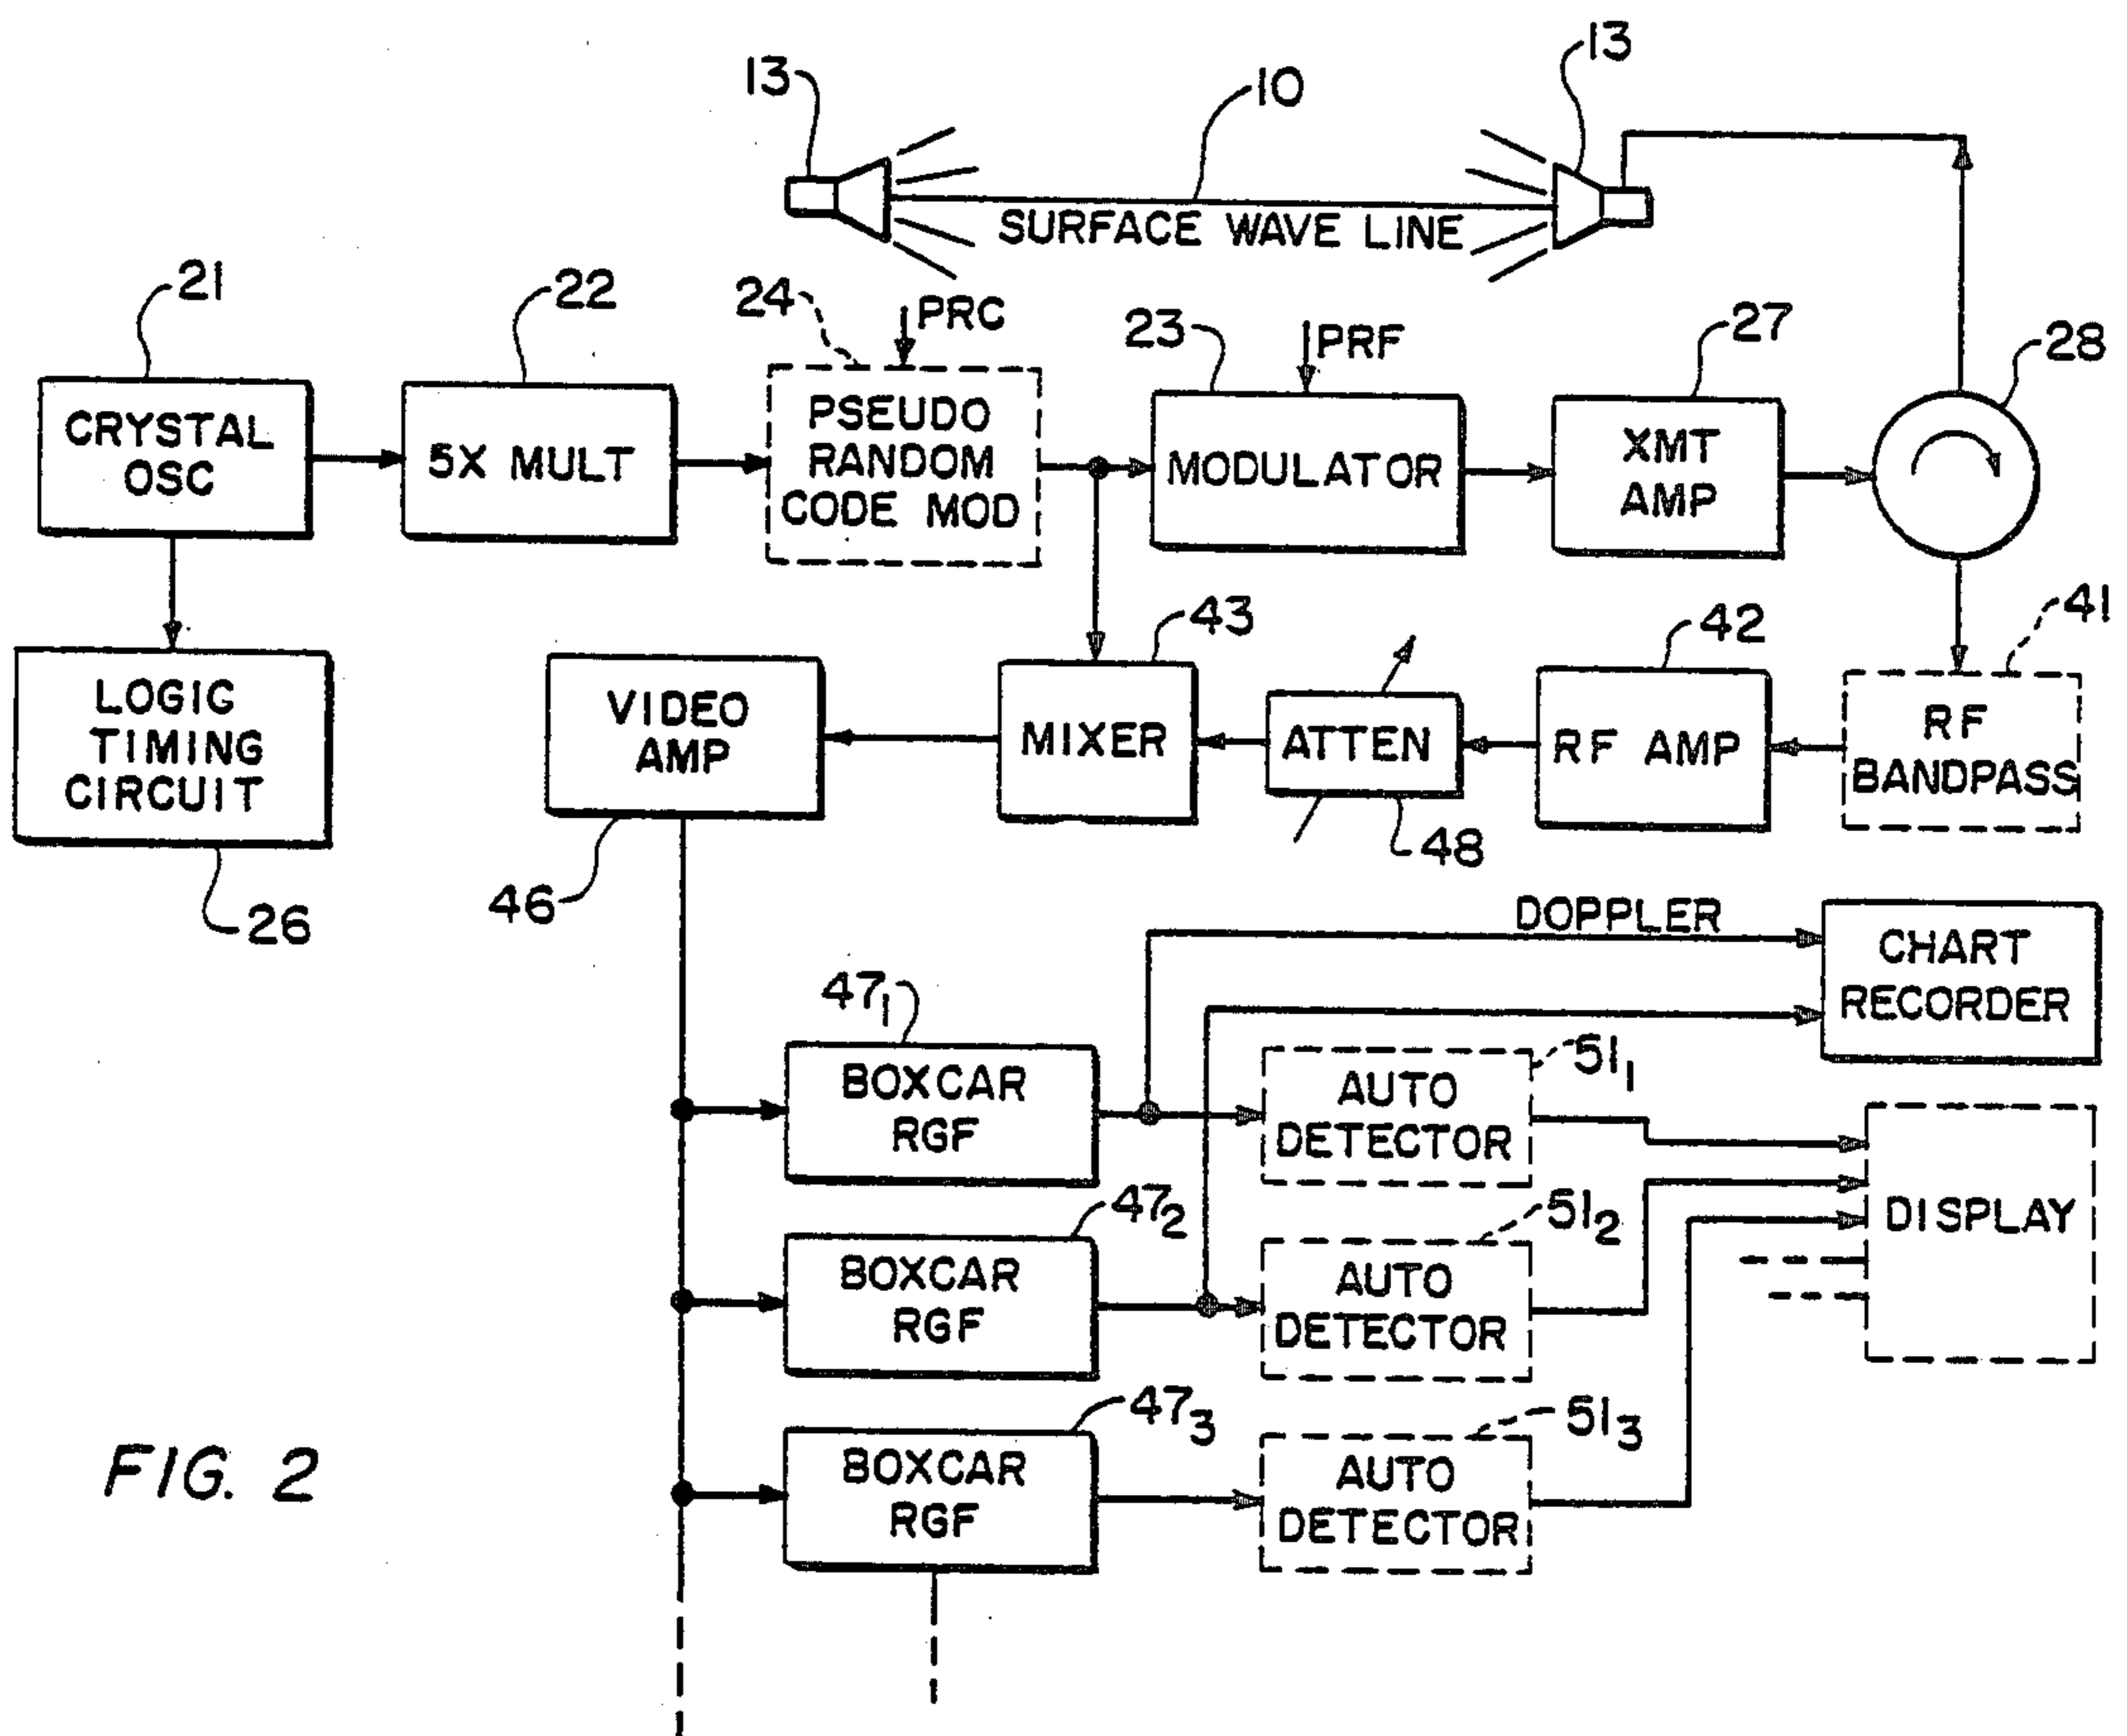 13
10
13
SURFACE WAVE LINE
21
22
24
PRC
23
PRF
27
28
CRYSTAL
OSC
5X MULT
PSEUDO
RANDOM
CODE MOD
MODULATOR
XMT
AMP
LOGIC
TIMING
CIRCUIT
26
VIDEO
AMP
46
43
MIXER
ATTEN
48
42
RF AMP
41
RF
BANDPASS
DOPPLER
CHART
RECORDER
47₁
BOXCAR
RGF
51₁
AUTO
DETECTOR
DISPLAY
47₂
BOXCAR
RGF
51₂
AUTO
DETECTOR
47₃
BOXCAR
RGF
51₃
AUTO
DETECTOR
FIG. 2